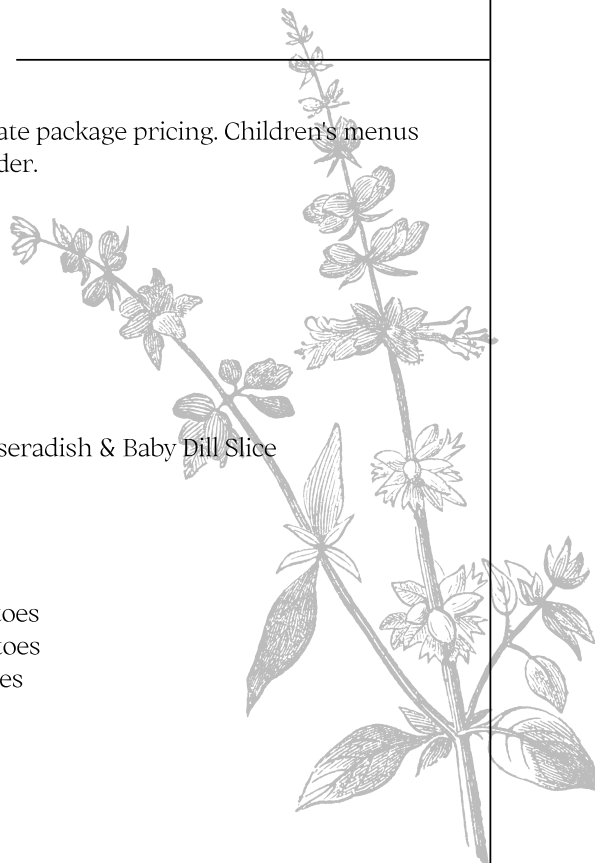 ate package pricing. Children's menus
der.
seradish & Baby Dill Slice
toes
toes
es